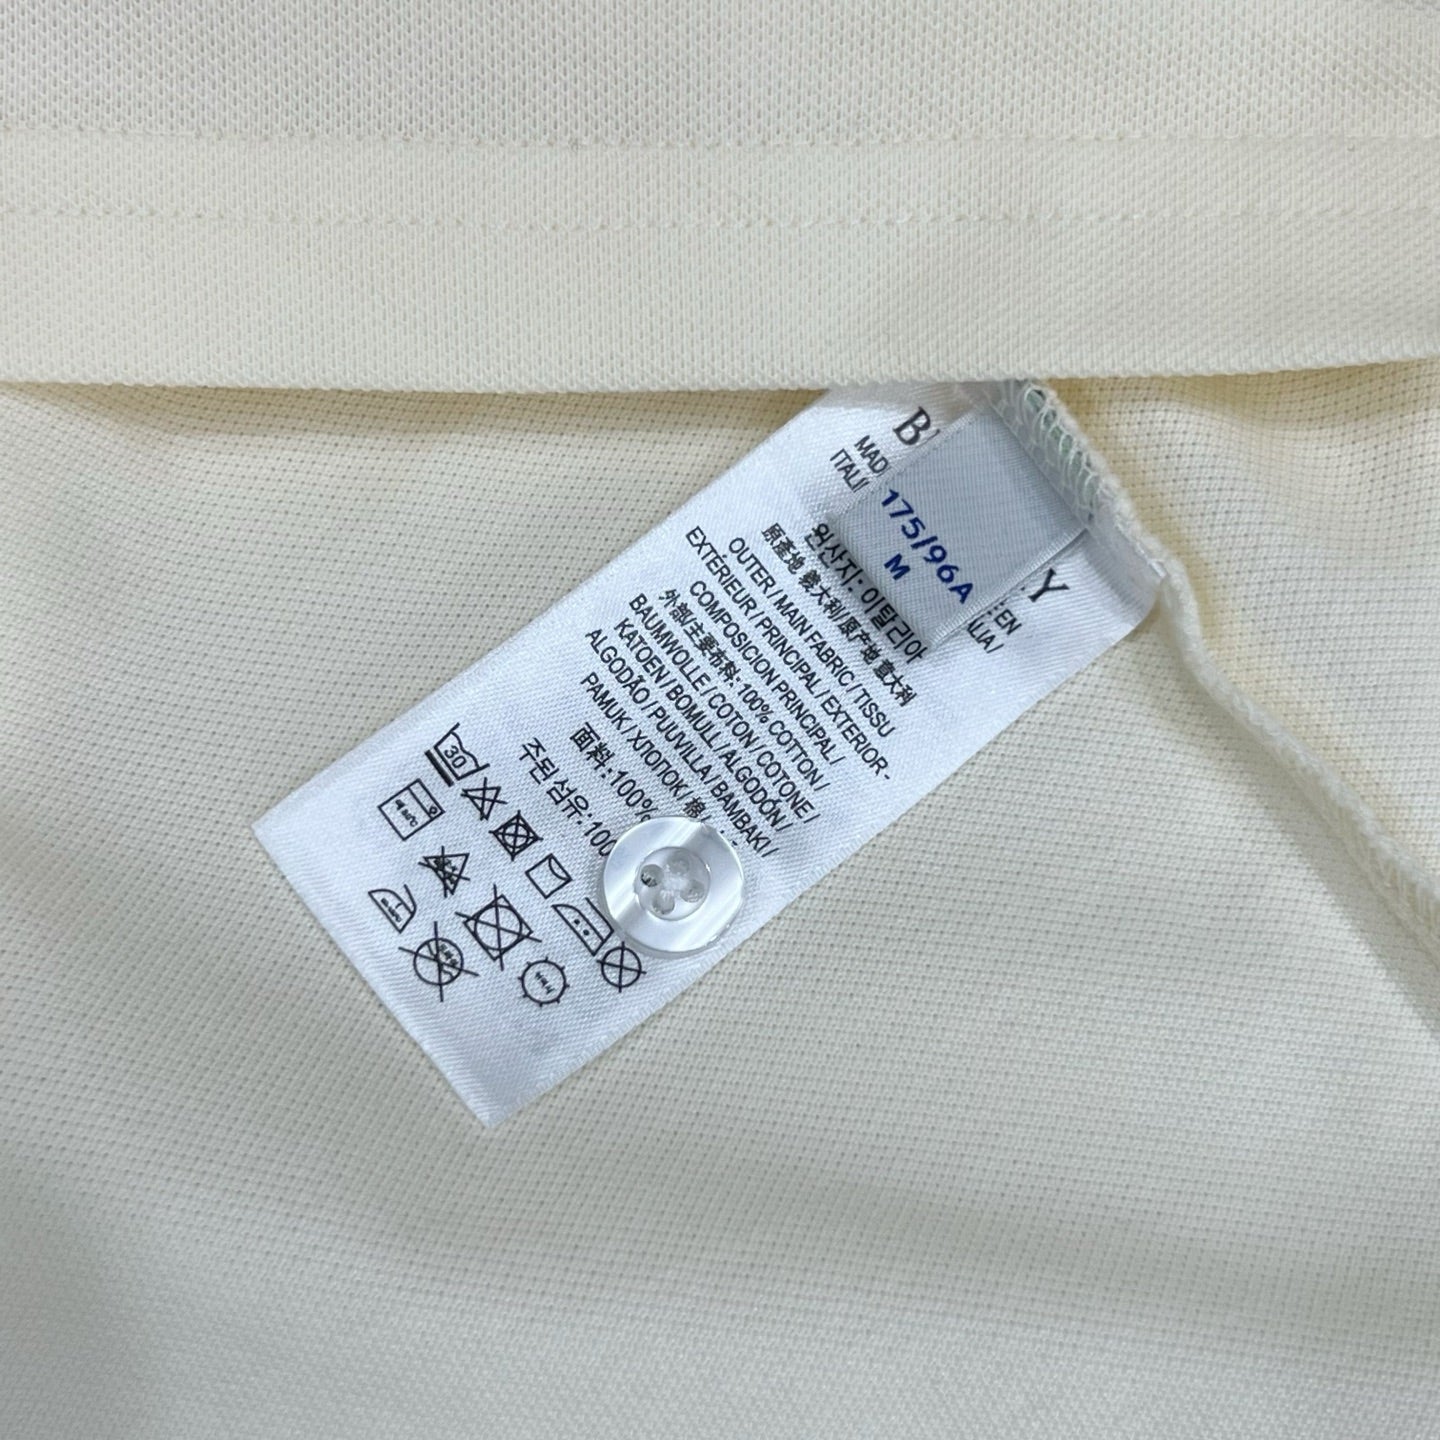 175/96A
M
원산지: 이탈리아
原產地 義大利/原产地 意大利
OUTER / MAIN FABRIC / TISSU
EXTÉRIEUR / PRINCIPAL / EXTERIOR -
COMPOSICION PRINCIPAL /
外部/主要布料: 100% COTTON /
BAUMWOLLE / COTON / COTONE /
KATOEN / BOMULL / ALGODÓN /
ALGODÃO / PUUVILLA / BAMBAKI /
PAMUK / ХЛОПОК / 棉 /
面料:100%
주된섬유:100
30